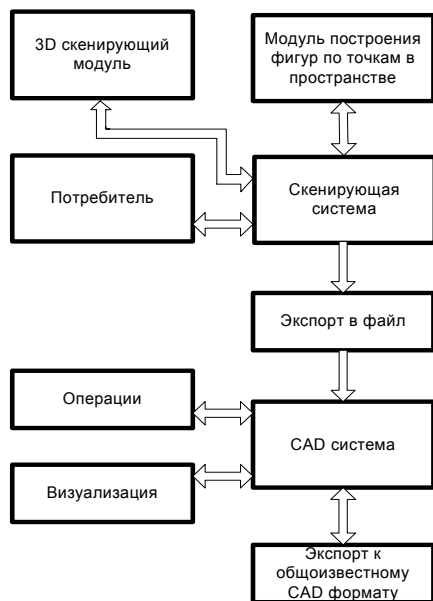 3D скенирующий
модуль
Модуль построения
фигур по точкам в
пространстве
Потребитель
Скенирующая
система
Экспорт в файл
Операции
CAD система
Визуализация
Экспорт к
общоизвестному
CAD формату